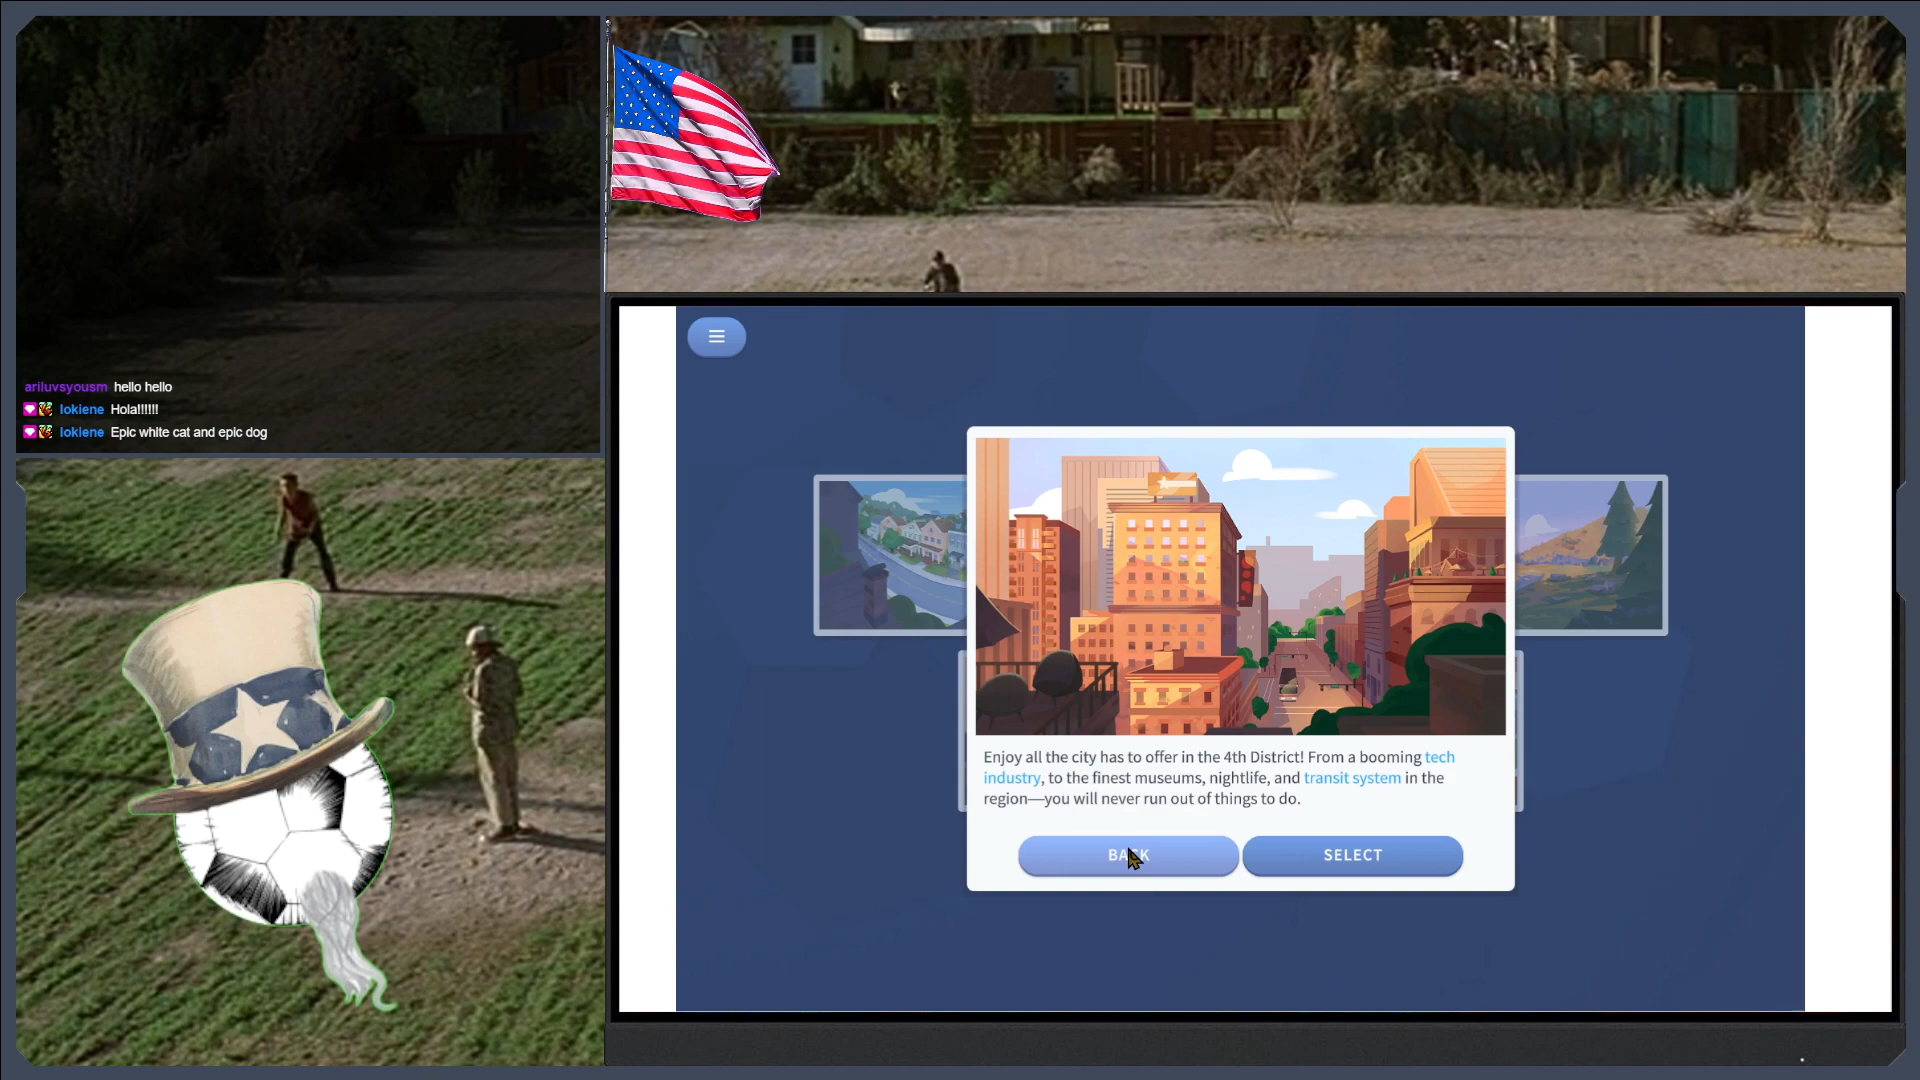 ariluvsyousm hello hello
lokiene Hola!!!!!!
lokiene Epic white cat and epic dog
Enjoy all the city has to offer in the 4th District! From a booming tech
industry, to the finest museums, nightlife, and transit system in the
region—you will never run out of things to do.
BACK
SELECT